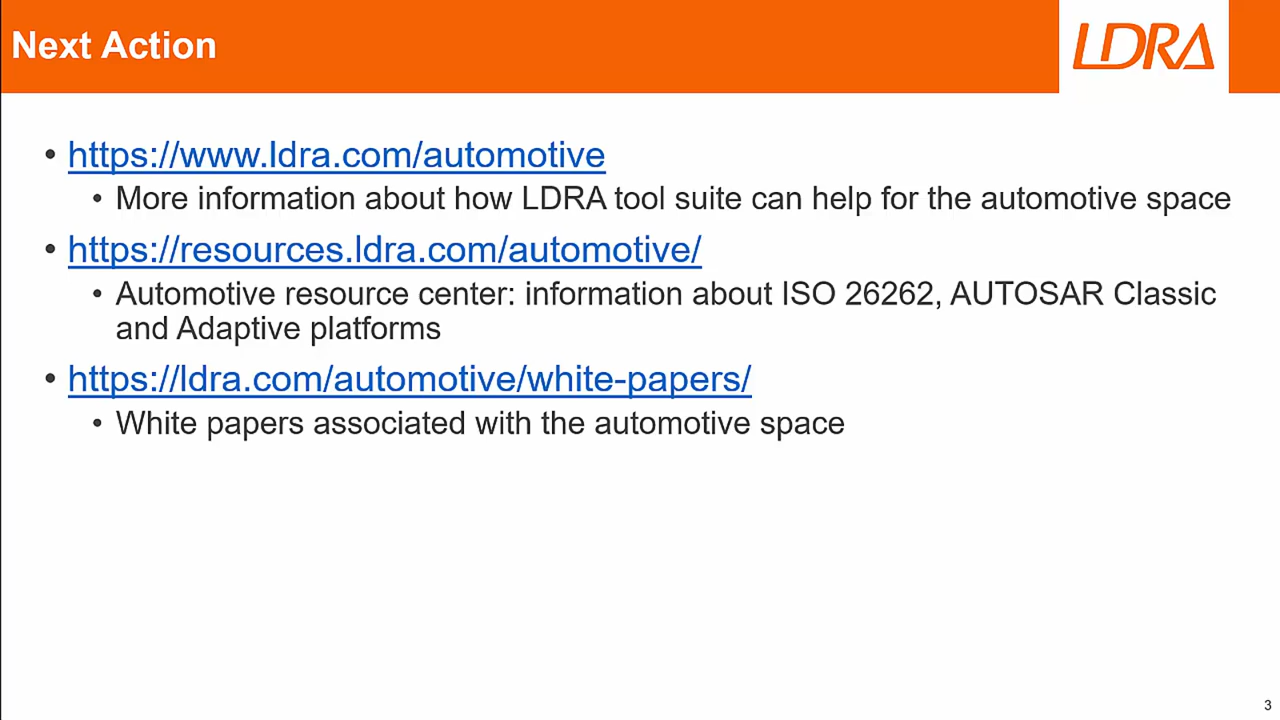 Next Action
LDRA
• https://www.ldra.com/automotive
• More information about how LDRA tool suite can help for the automotive space
• https://resources.ldra.com/automotive/
• Automotive resource center: information about ISO 26262, AUTOSAR Classic
and Adaptive platforms
• https://ldra.com/automotive/white-papers/
• White papers associated with the automotive space
3